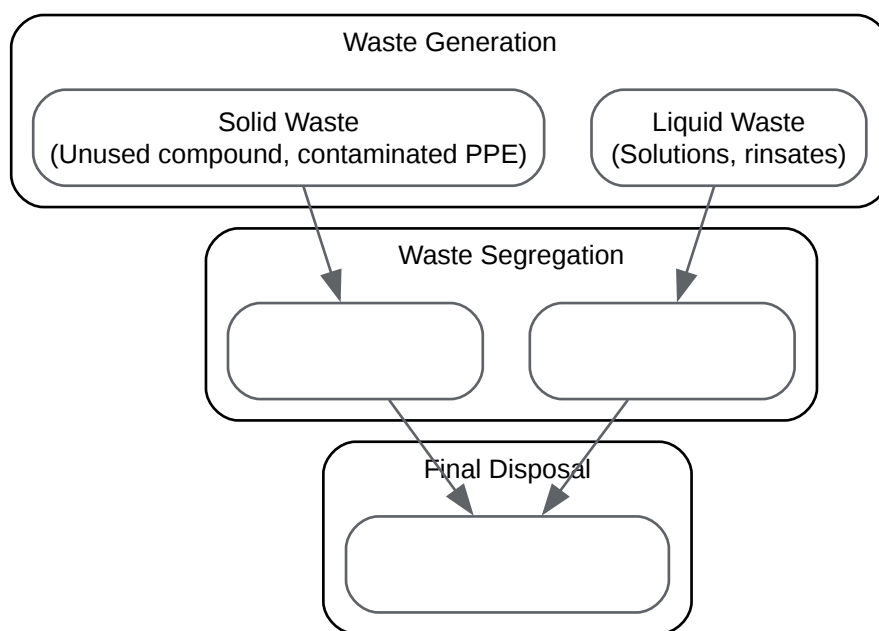 Waste Generation
Solid Waste
(Unused compound, contaminated PPE)
Liquid Waste
(Solutions, rinsates)
Waste Segregation
Final Disposal